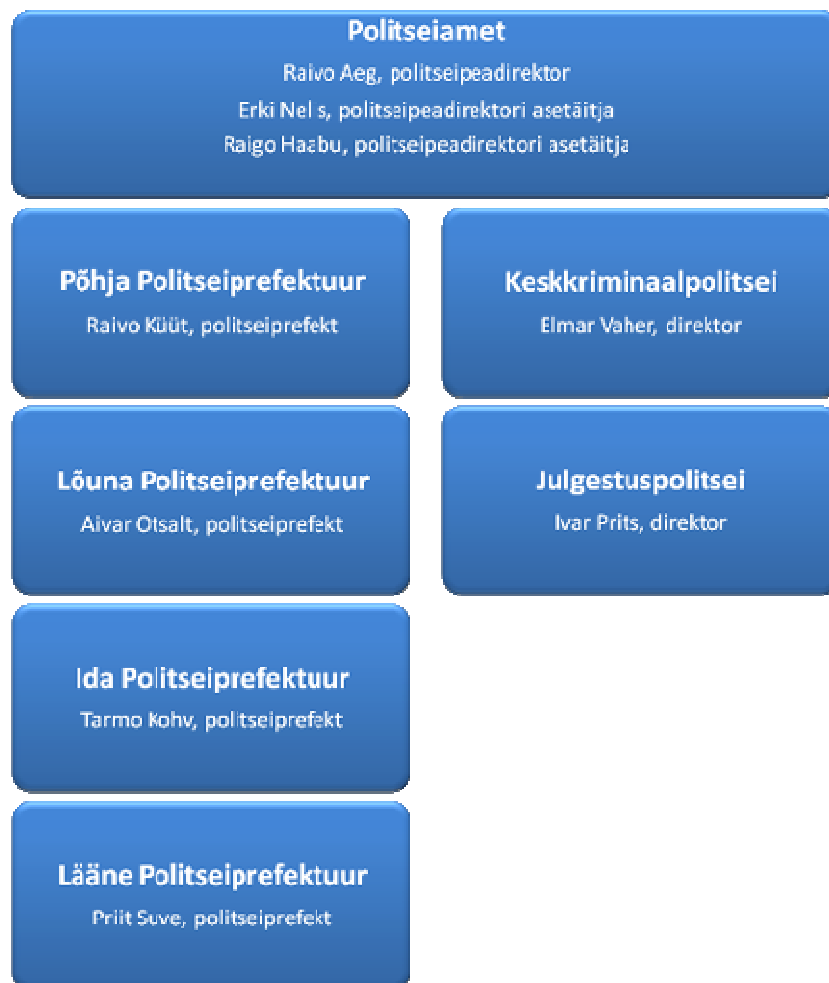 Politseiamet
Raivo Aeg, politseipeadirektor
Erki Nelis, politseipeadirektori asetäitja
Raigo Haabu, politseipeadirektori asetäitja
Põhja Politseiprefektuur
Raivo Küüt, politseiprefekt
Keskkriminaalpolitsei
Elmar Vaher, direktor
Lõuna Politseiprefektuur
Aivar Otsalt, politseiprefekt
Julgestuspolitsei
Ivar Prits, direktor
Ida Politseiprefektuur
Tarmo Kohv, politseiprefekt
Lääne Politseiprefektuur
Priit Suve, politseiprefekt